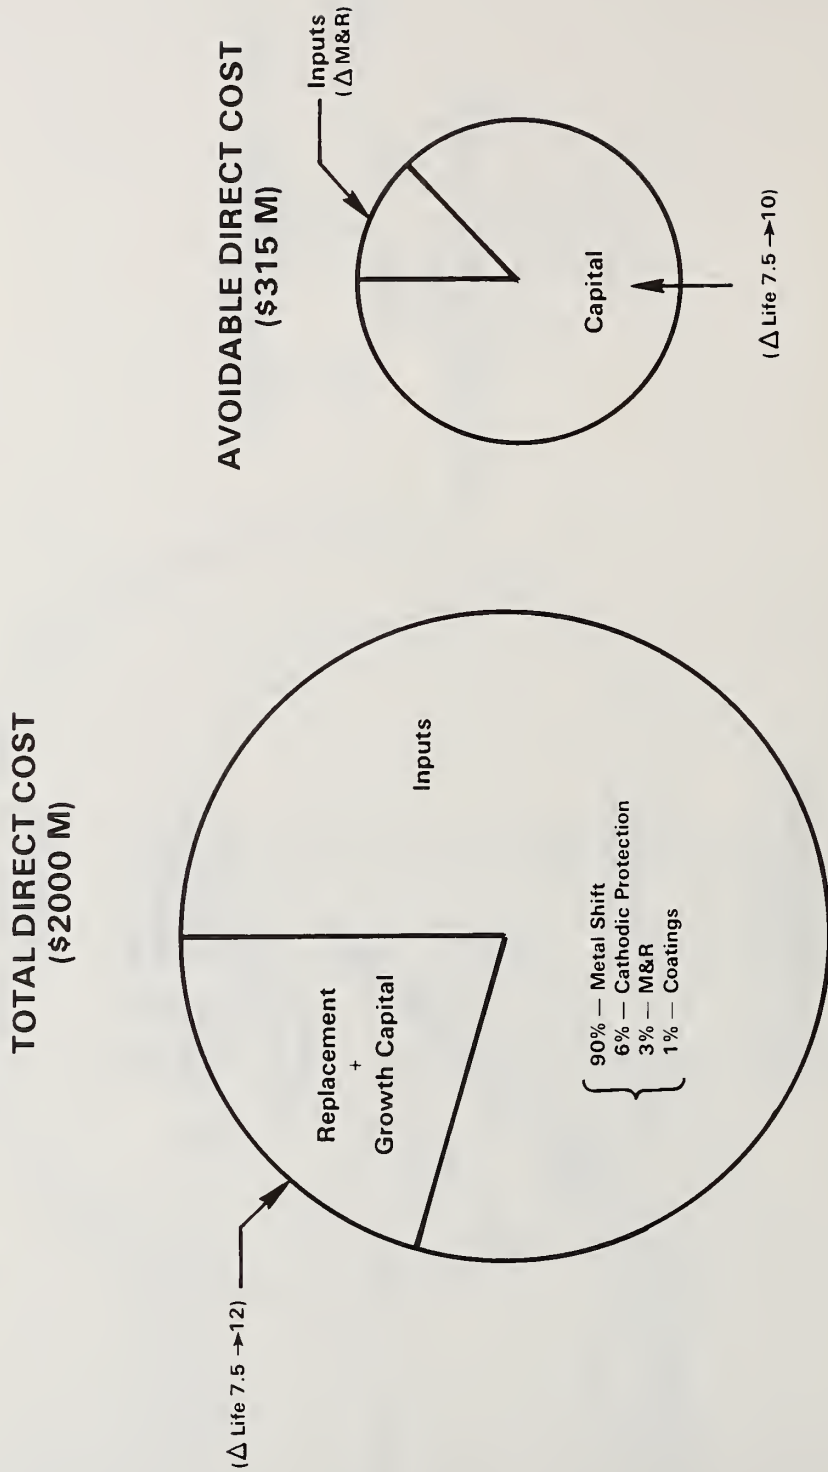 TOTAL DIRECT COST
($2000 M)
(Δ Life 7.5 →12)
Replacement
+
Growth Capital
Inputs
90% — Metal Shift
6% — Cathodic Protection
3% — M&R
1% — Coatings
AVOIDABLE DIRECT COST
($315 M)
Inputs
(Δ M&R)
Capital
(Δ Life 7.5 →10)